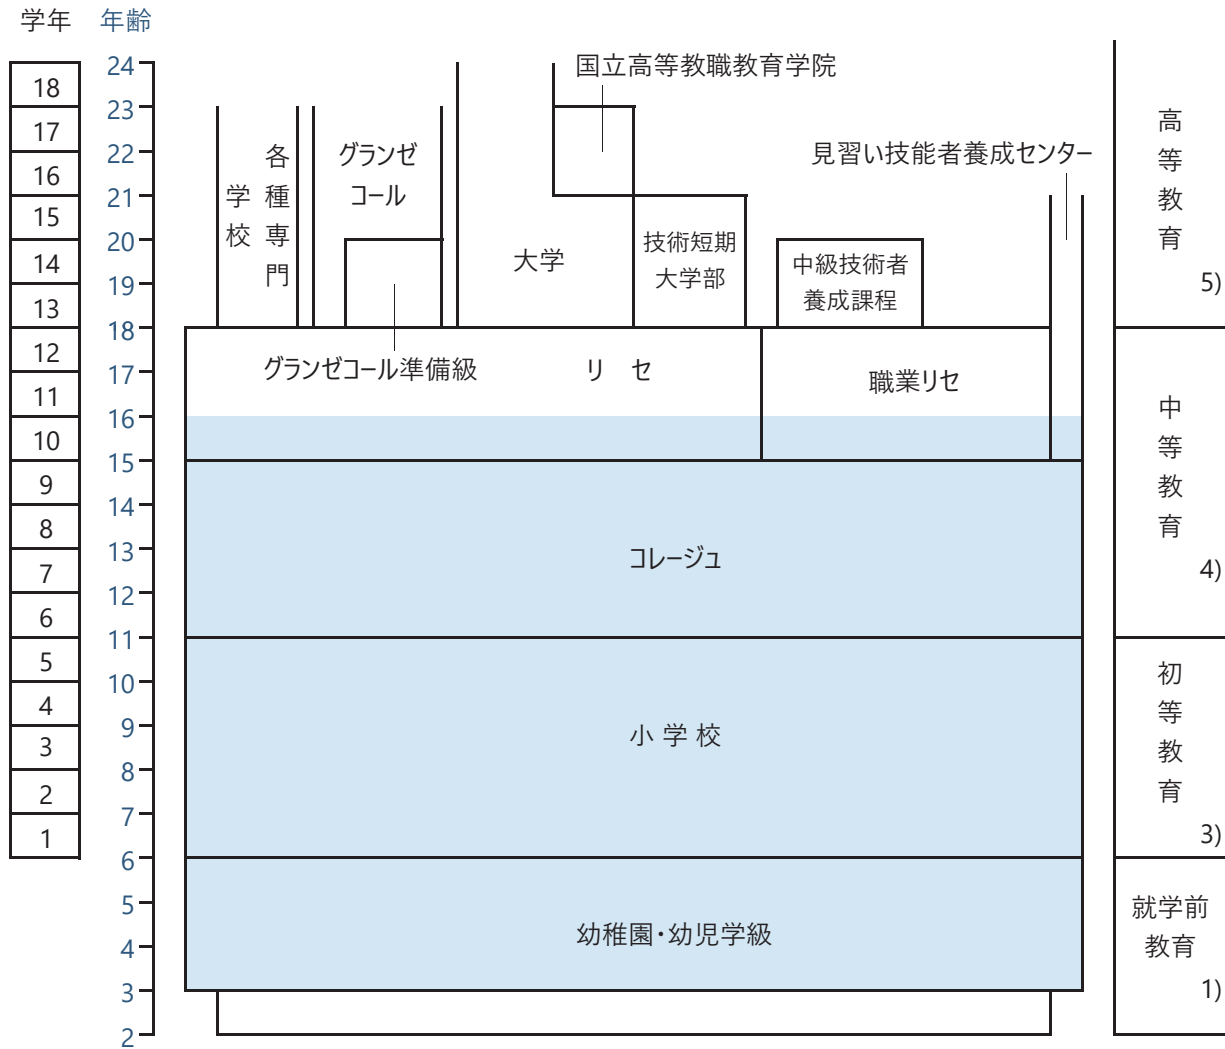 学年
年齢
18
17
16
15
14
13
12
11
10
9
8
7
6
5
4
3
2
1
24
23
22
21
20
19
18
17
16
15
14
13
12
11
10
9
8
7
6
5
4
3
2
各種専門
学校
グランゼ
コール
国立高等教職教育学院
見習い技能者養成センター
大学
技術短期
大学部
中級技術者
養成課程
グランゼコール準備級
リ セ
職業リセ
コレージュ
小 学 校
幼稚園・幼児学級
高等教育
5)
中等教育
4)
初等教育
3)
就学前
教育
1)